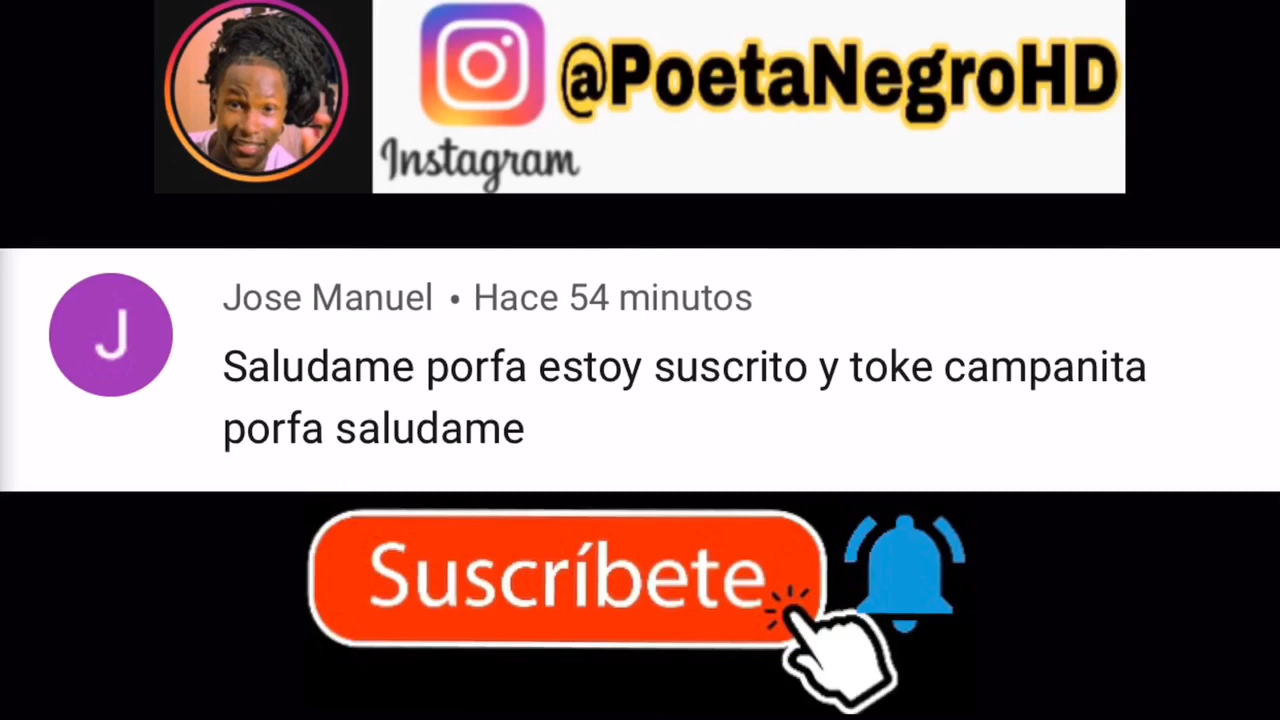 @PoetaNegroHD
Instagram
J
Jose Manuel • Hace 54 minutos
Saludame porfa estoy suscrito y toke campanita
porfa saludame
Suscríbete